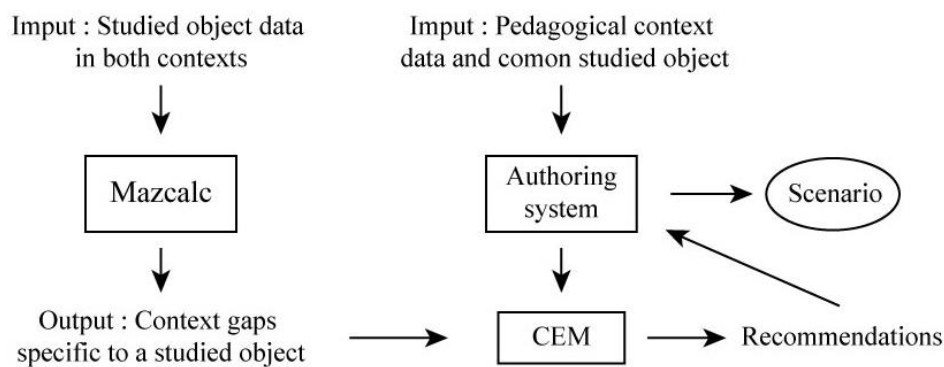 Imput : Studied object data
in both contexts
Imput : Pedagogical context
data and comon studied object
Mazcalc
Authoring
system
Scenario
Output : Context gaps
specific to a studied object
CEM
Recommendations